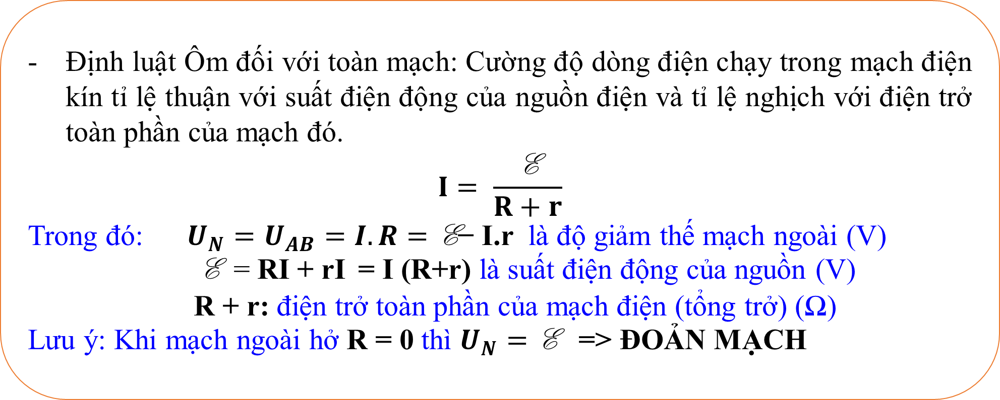 - Định luật Ôm đối với toàn mạch: Cường độ dòng điện chạy trong mạch điện
kín tỉ lệ thuận với suất điện động của nguồn điện và tỉ lệ nghịch với điện trở
toàn phần của mạch đó.
I = ℰ / (R + r)
Trong đó: U_N = U_AB = I.R = ℰ− I.r là độ giảm thế mạch ngoài (V)
ℰ = RI + rI = I (R+r) là suất điện động của nguồn (V)
R + r: điện trở toàn phần của mạch điện (tổng trở) (Ω)
Lưu ý: Khi mạch ngoài hở R = 0 thì U_N = ℰ => ĐOẢN MẠCH